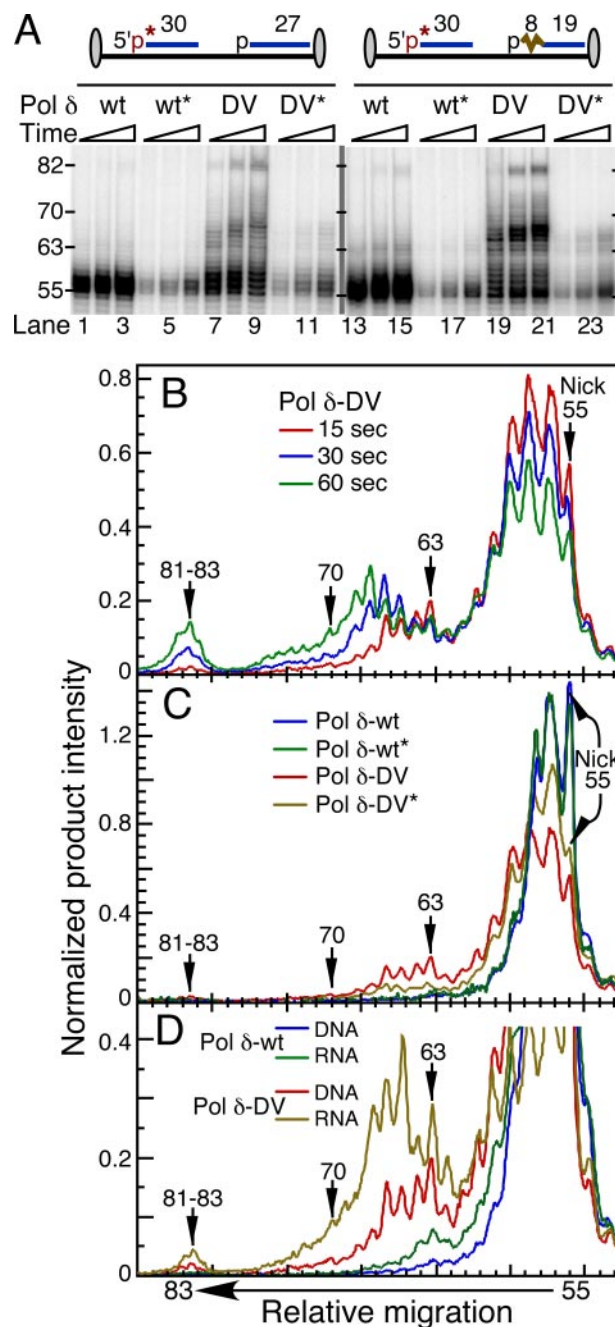 A
30 27 30 8 19
5'p* p 5'p* p
Pol δ wt wt* DV DV* wt wt* DV DV*
Time
82
70
63
55
Lane 1 3 5 7 9 11 13 15 17 19 21 23
B
Pol δ-DV
15 sec
30 sec
60 sec
Nick
55
81-83
70
63
0.8
0.6
0.4
0.2
0
C
Pol δ-wt
Pol δ-wt*
Pol δ-DV
Pol δ-DV*
Nick
55
81-83
70
63
1.2
0.8
0.4
0
Normalized product intensity
D
Pol δ-wt DNA
RNA
Pol δ-DV DNA
RNA
63
70
81-83
0.4
0.2
0
83 55
Relative migration